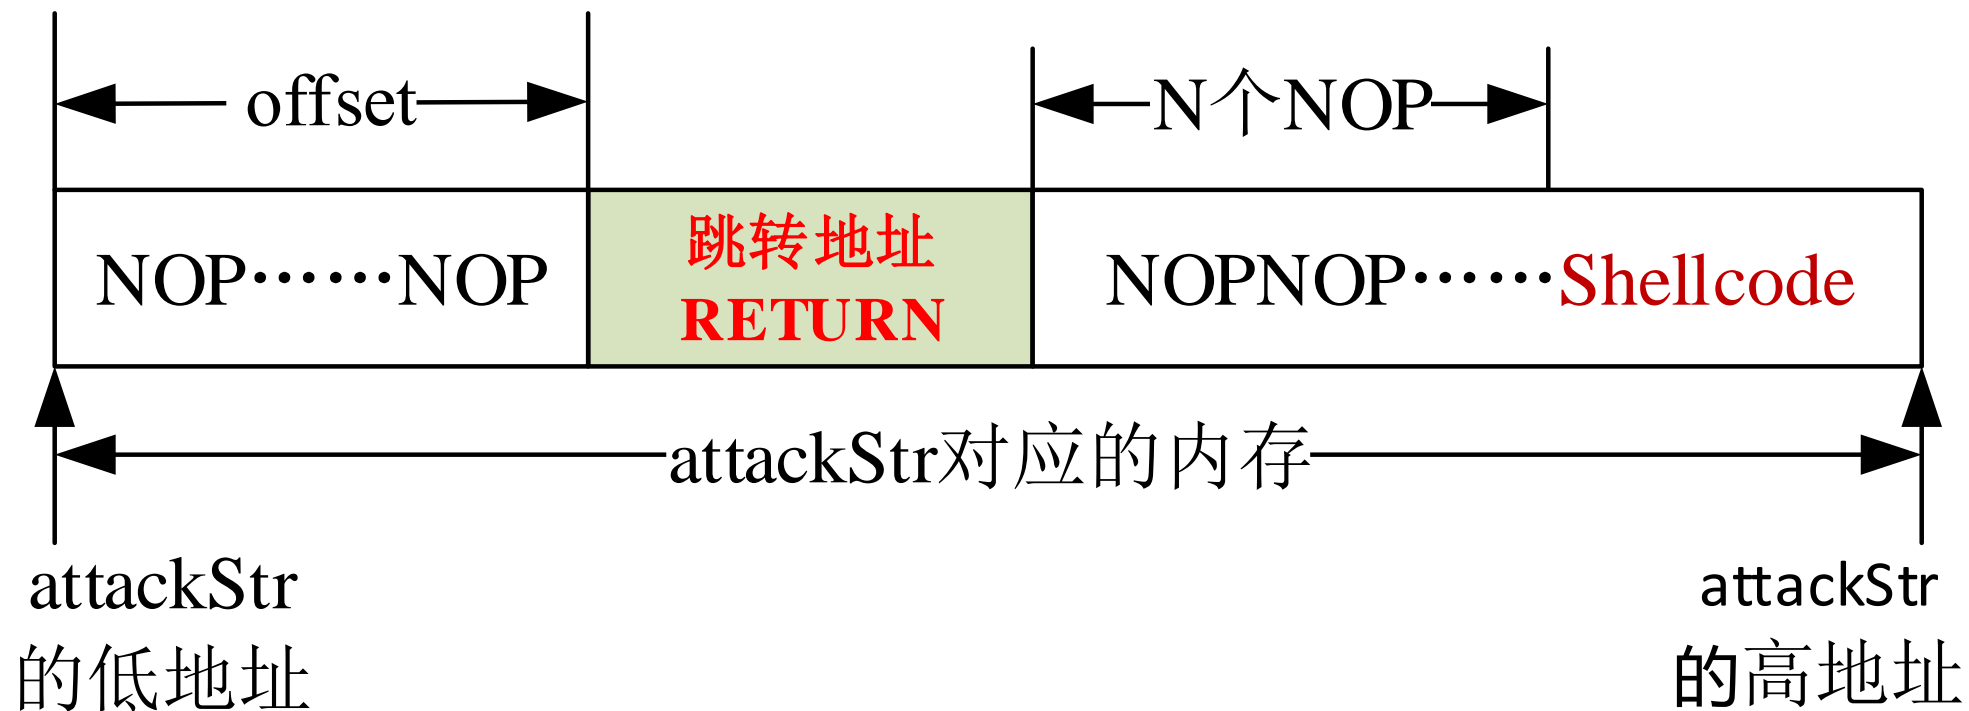 offset
N个NOP
NOP……NOP
跳转地址
RETURN
NOPNOP……Shellcode
attackStr对应的内存
attackStr
的低地址
attackStr
的高地址